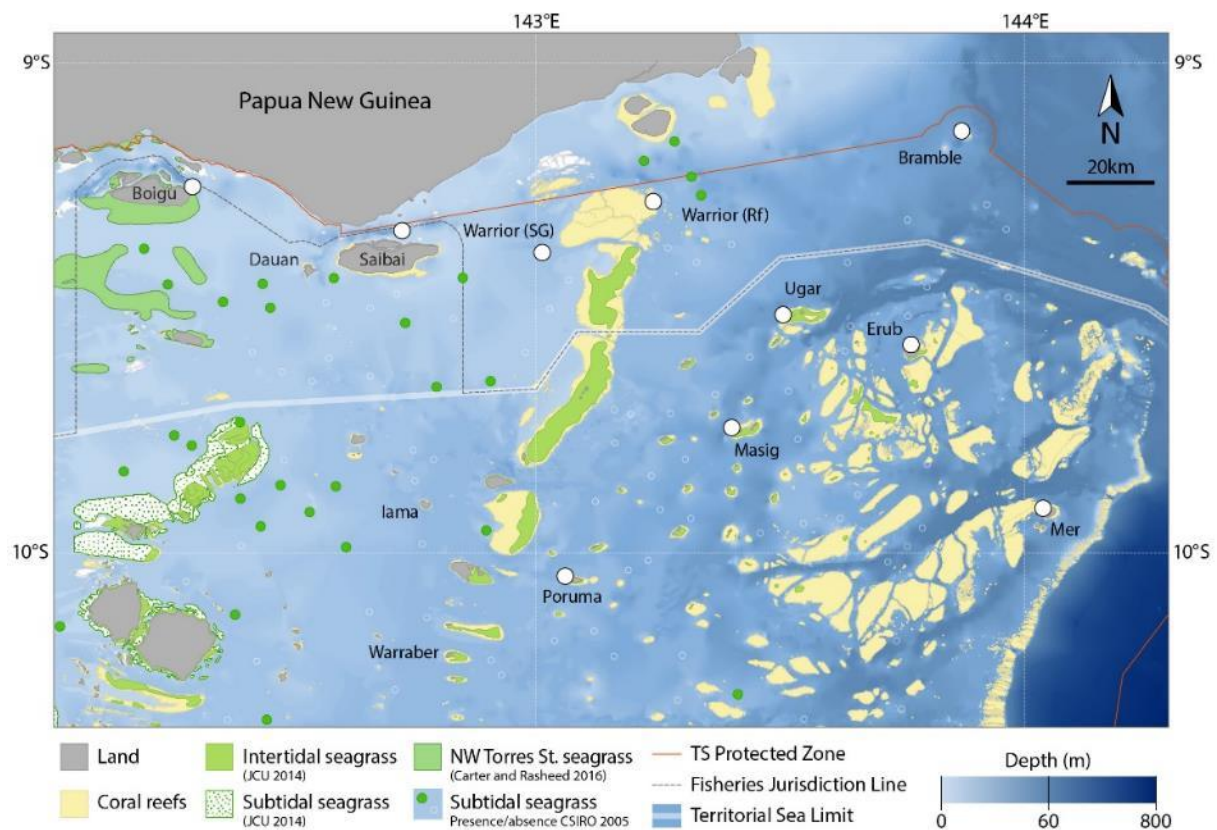 143°E 144°E
9°S 9°S
Papua New Guinea
N
20km
Bramble
Boigu
Warrior (Rf)
Warrior (SG)
Dauan Saibai
Ugar
Erub
Masig
Iama
Mer
10°S 10°S
Poruma
Warraber
Land
Intertidal seagrass
(JCU 2014)
NW Torres St. seagrass
(Carter and Rasheed 2016)
TS Protected Zone
Depth (m)
Fisheries Jurisdiction Line
Coral reefs
Subtidal seagrass
(JCU 2014)
Subtidal seagrass
Presence/absence CSIRO 2005
Territorial Sea Limit
0 60 800